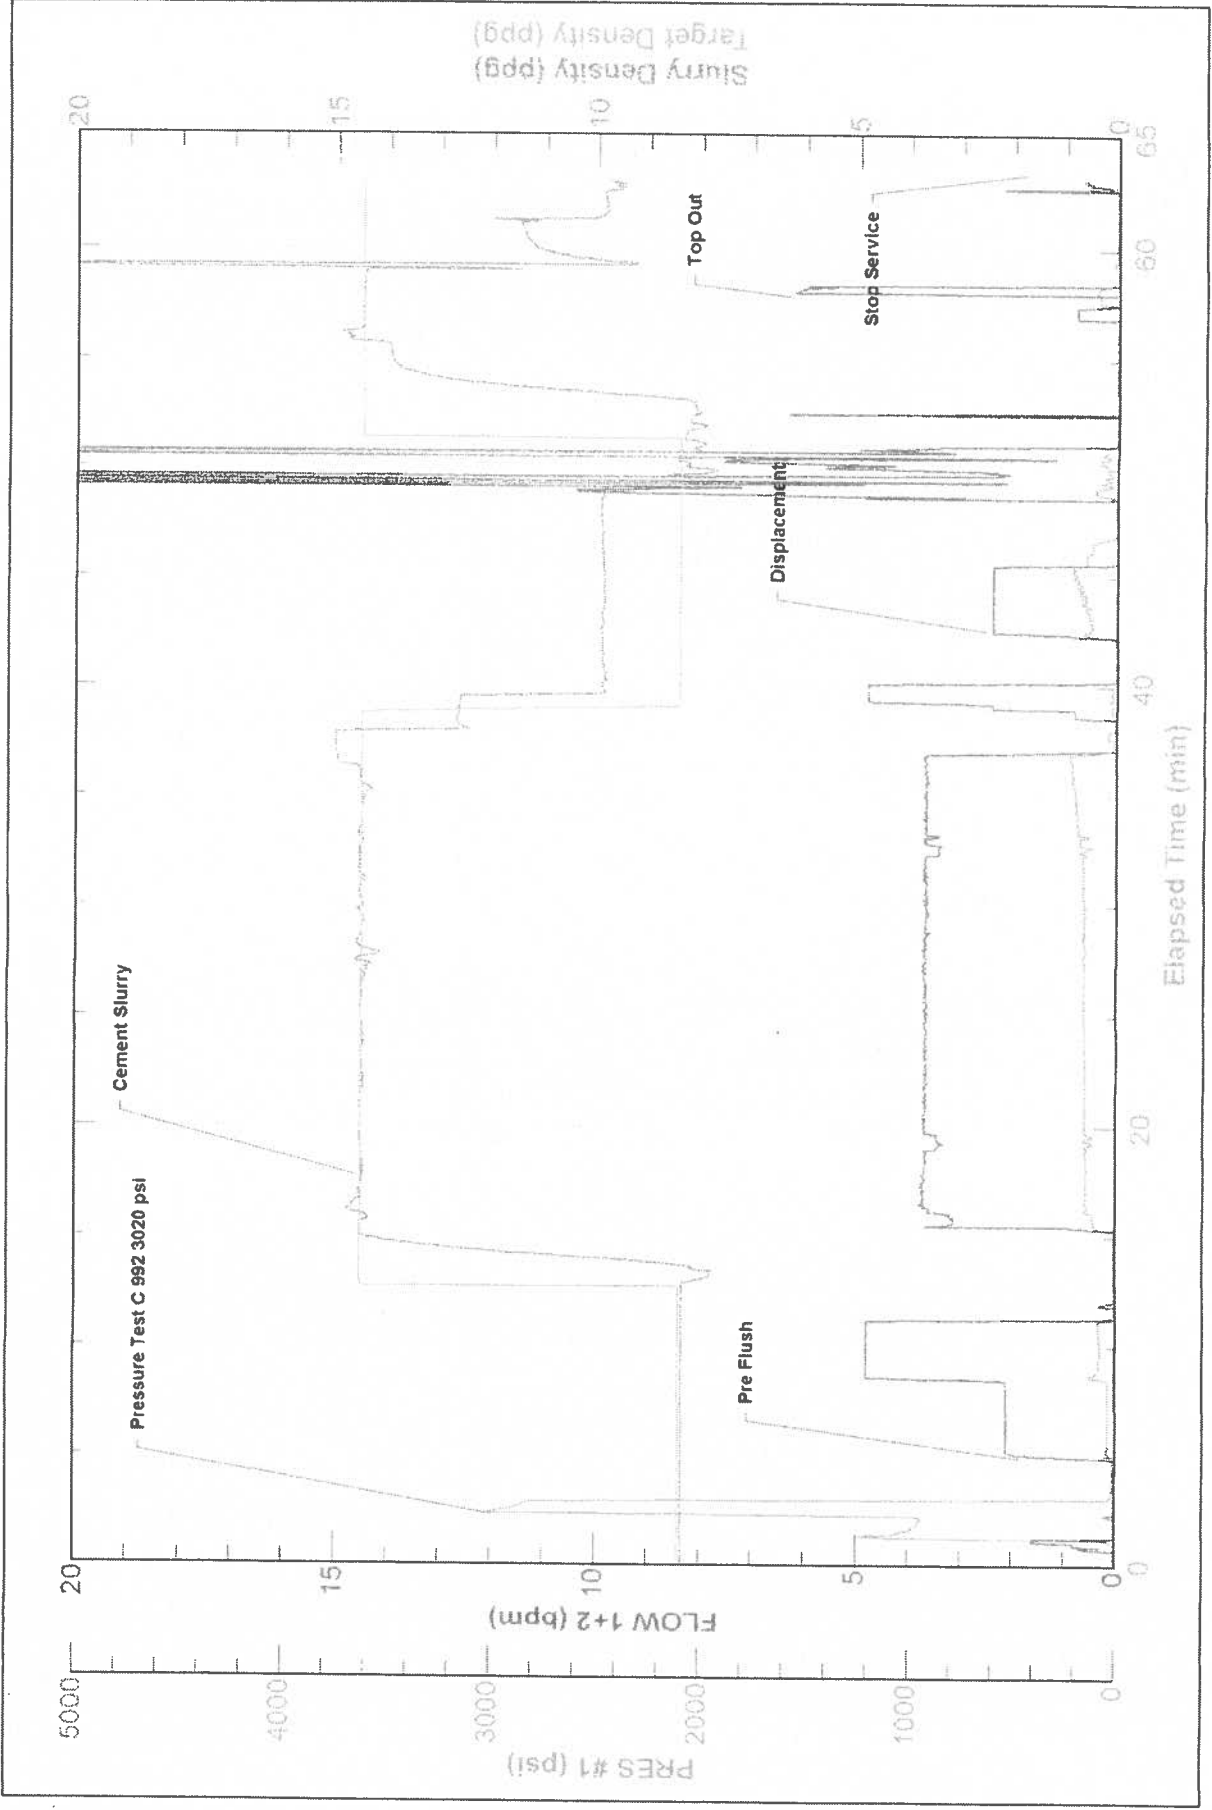 Target Density (ppg)
Slurry Density (ppg)
20
15
10
5
0
65
60
40
20
0
Elapsed Time (min)
Top Out
Stop Service
Displacement
Cement Slurry
Pressure Test C 992 3020 psi
Pre Flush
20
15
10
5
0
FLOW 1+2 (bpm)
5000
4000
3000
2000
1000
0
PRES #1 (psi)